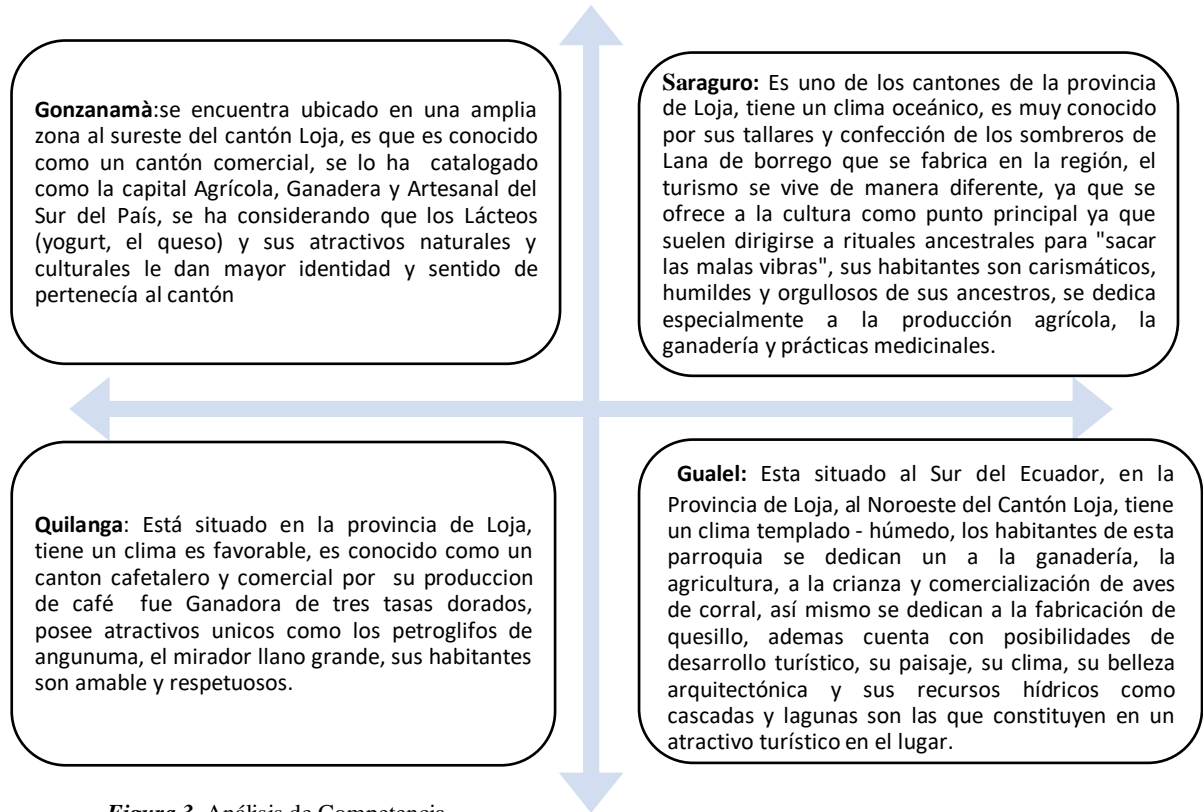 Gonzanamà:se encuentra ubicado en una amplia
zona al sureste del cantón Loja, es que es conocido
como un cantón comercial, se lo ha catalogado
como la capital Agrícola, Ganadera y Artesanal del
Sur del País, se ha considerando que los Lácteos
(yogurt, el queso) y sus atractivos naturales y
culturales le dan mayor identidad y sentido de
pertenecía al cantón
Saraguro: Es uno de los cantones de la provincia
de Loja, tiene un clima oceánico, es muy conocido
por sus tallares y confección de los sombreros de
Lana de borrego que se fabrica en la región, el
turismo se vive de manera diferente, ya que se
ofrece a la cultura como punto principal ya que
suelen dirigirse a rituales ancestrales para "sacar
las malas vibras", sus habitantes son carismáticos,
humildes y orgullosos de sus ancestros, se dedica
especialmente a la producción agrícola, la
ganadería y prácticas medicinales.
Quilanga: Está situado en la provincia de Loja,
tiene un clima es favorable, es conocido como un
canton cafetalero y comercial por su produccion
de café fue Ganadora de tres tasas dorados,
posee atractivos unicos como los petroglifos de
angunuma, el mirador llano grande, sus habitantes
son amable y respetuosos.
Gualel: Esta situado al Sur del Ecuador, en la
Provincia de Loja, al Noroeste del Cantón Loja, tiene
un clima templado - húmedo, los habitantes de esta
parroquia se dedican un a la ganadería, la
agricultura, a la crianza y comercialización de aves
de corral, así mismo se dedican a la fabricación de
quesillo, ademas cuenta con posibilidades de
desarrollo turístico, su paisaje, su clima, su belleza
arquitectónica y sus recursos hídricos como
cascadas y lagunas son las que constituyen en un
atractivo turístico en el lugar.
Figura 3. Análisis de Competencia